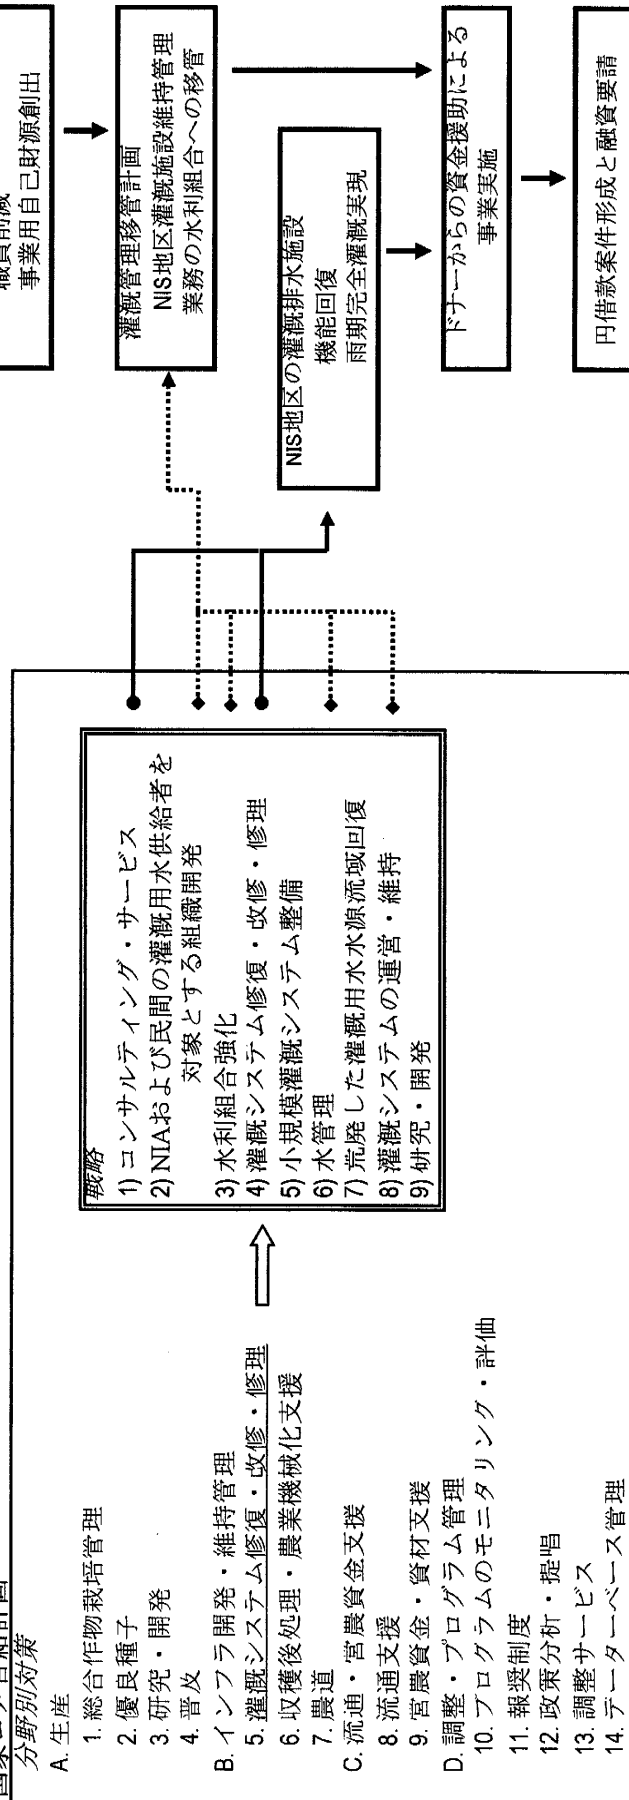 分野別対策
A. 生産
1. 総合作物栽培管理
2. 優良種子
3. 研究・開発
4. 普及
B. インフラ開発・維持管理
5. 灌漑システム修復・改修・修理
6. 収穫後処理・農業機械化支援
7. 農道
C. 流通・営農資金支援
8. 流通支援
9. 営農資金・資材支援
D. 調整・プログラム管理
10. プログラムのモニタリング・評価
11. 報奨制度
12. 政策分析・提唱
13. 調整サービス
14. データーベース管理
戦略
1) コンサルティング・サービス
2) NIAおよび民間の灌漑用水供給者を
対象とする組織開発
3) 水利組合強化
4) 灌漑システム修復・改修・修理
5) 小規模灌漑システム整備
6) 水管理
7) 荒廃した灌漑用水水源流域回復
8) 灌漑システムの運営・維持
9) 研究・開発
事業用自己財源創出
灌漑管理移管計画
NIS地区灌漑施設維持管理
業務の水利組合への移管
NIS地区の灌漑排水施設
機能回復
雨期完全灌漑実現
ドナーからの資金援助による
事業実施
円借款案件形成と融資要請